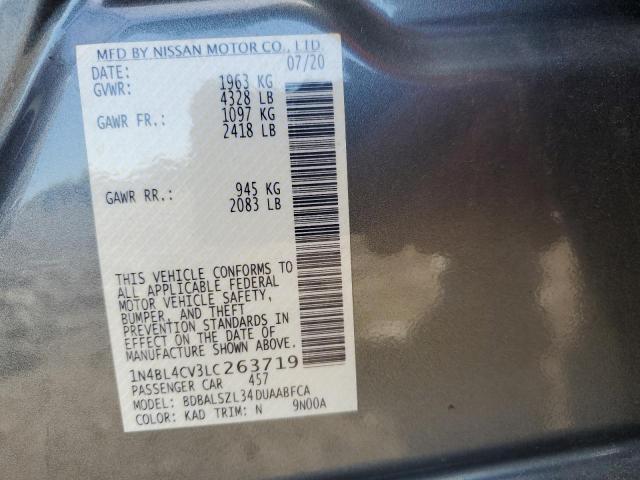 MFD BY NISSAN MOTOR CO., LTD.
DATE: 07/20
GVWR: 1963 KG
4328 LB
GAWR FR.: 1097 KG
2418 LB
GAWR RR.: 945 KG
2083 LB
THIS VEHICLE CONFORMS TO
ALL APPLICABLE FEDERAL
MOTOR VEHICLE SAFETY,
BUMPER, AND THEFT
PREVENTION STANDARDS IN
EFFECT ON THE DATE OF
MANUFACTURE SHOWN ABOVE.
1N4BL4CV3LC263719
PASSENGER CAR 457
MODEL: BDBALSZL34DUAABFCA
COLOR: KAD TRIM: N 9N00A